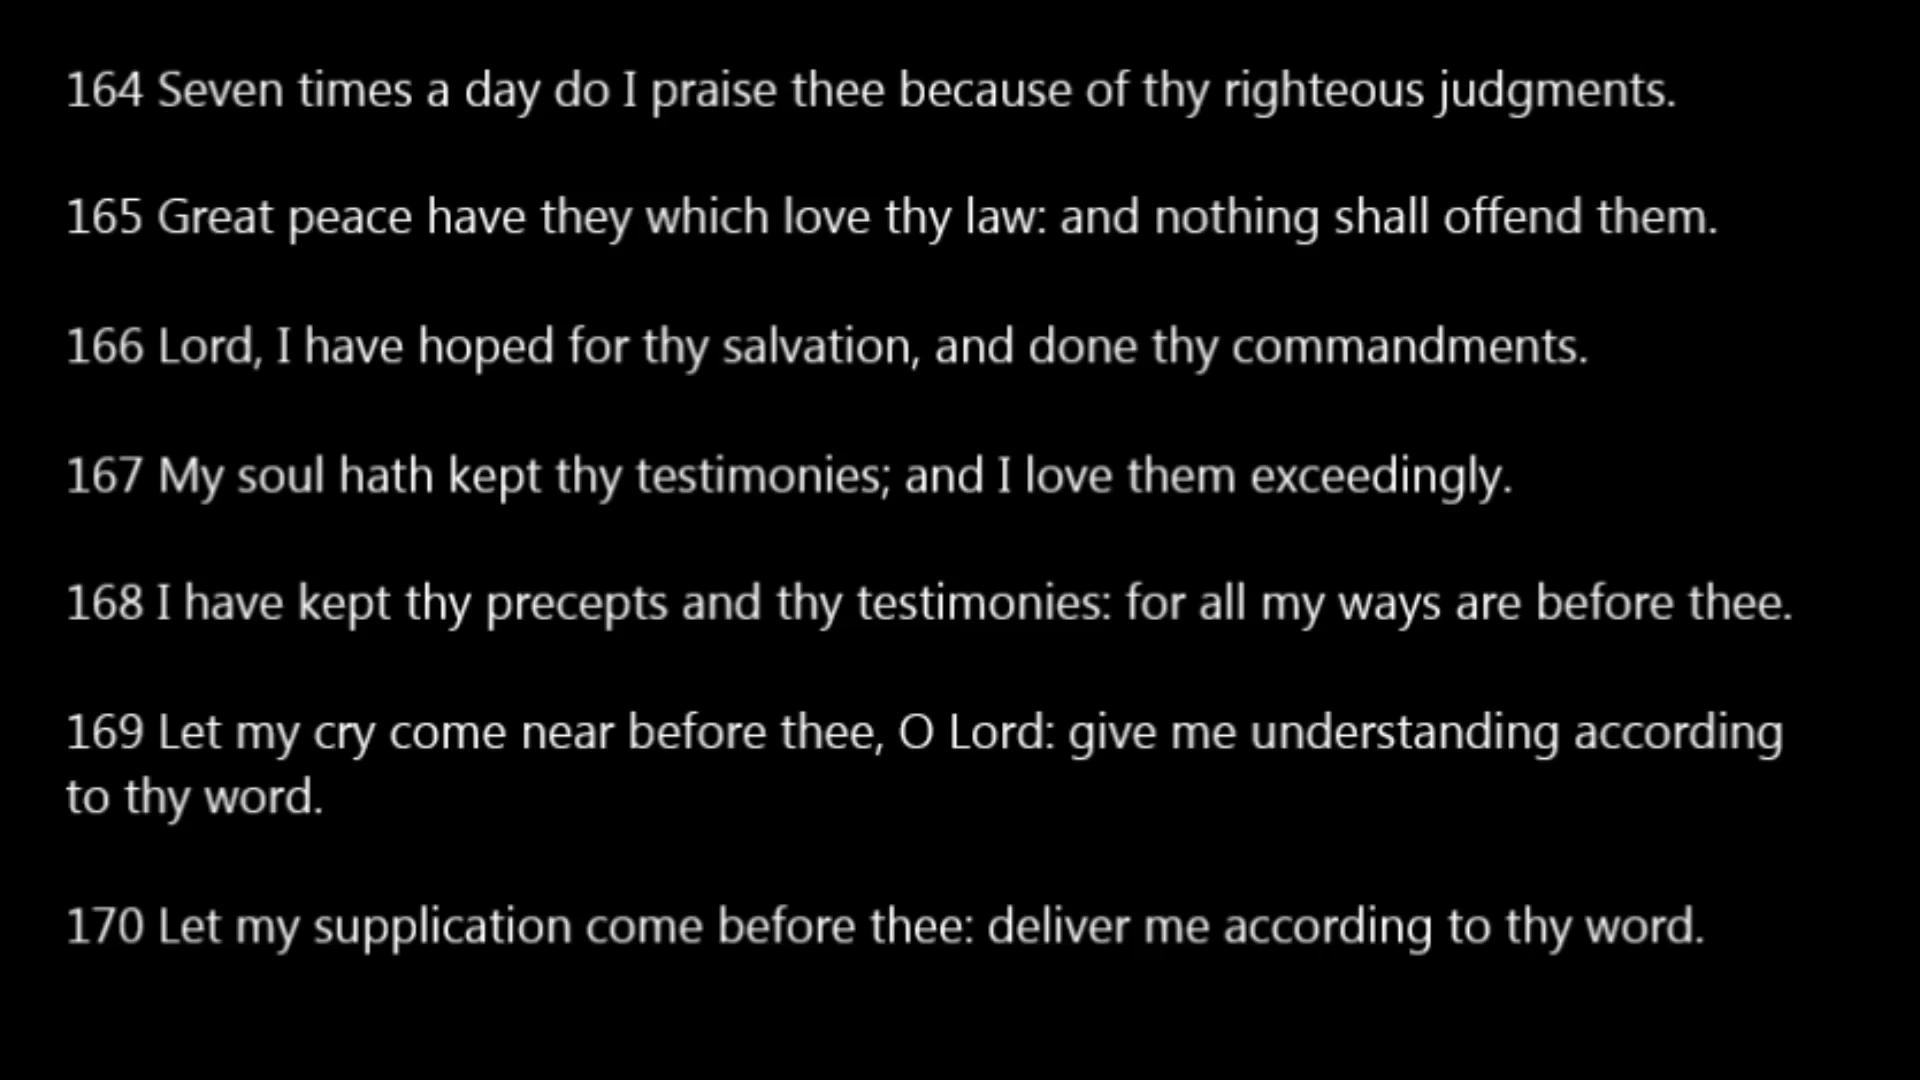 164 Seven times a day do I praise thee because of thy righteous judgments.
165 Great peace have they which love thy law: and nothing shall offend them.
166 Lord, I have hoped for thy salvation, and done thy commandments.
167 My soul hath kept thy testimonies; and I love them exceedingly.
168 I have kept thy precepts and thy testimonies: for all my ways are before thee.
169 Let my cry come near before thee, O Lord: give me understanding according
to thy word.
170 Let my supplication come before thee: deliver me according to thy word.